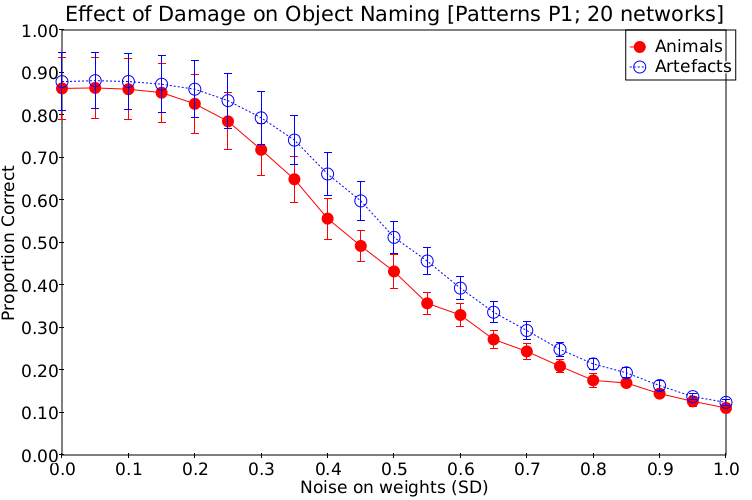 Effect of Damage on Object Naming [Patterns P1; 20 networks]
1.00
0.90
0.80
0.70
0.60
0.50
0.40
0.30
0.20
0.10
0.00
Proportion Correct
Animals
Artefacts
0.0 0.1 0.2 0.3 0.4 0.5 0.6 0.7 0.8 0.9 1.0
Noise on weights (SD)